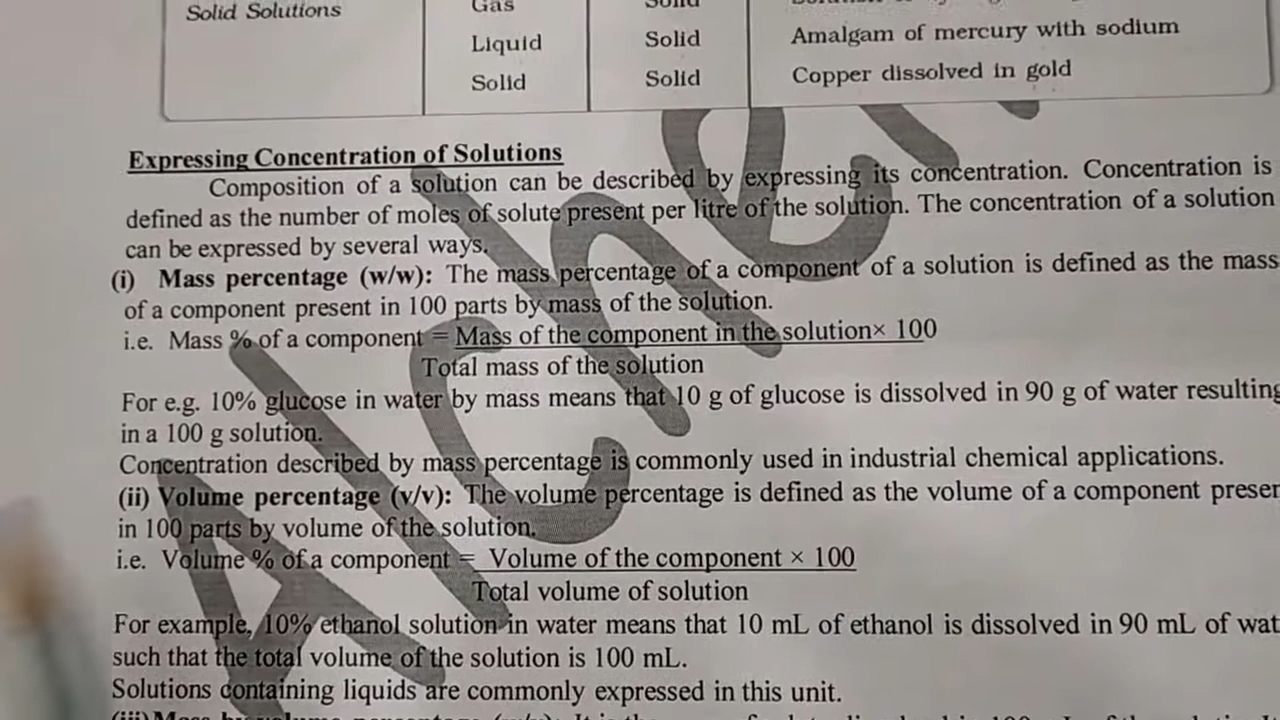 Solid Solutions Gas
Liquid Solid Amalgam of mercury with sodium
Solid Solid Copper dissolved in gold
Expressing Concentration of Solutions
Composition of a solution can be described by expressing its concentration. Concentration is
defined as the number of moles of solute present per litre of the solution. The concentration of a solution
can be expressed by several ways.
(i) Mass percentage (w/w): The mass percentage of a component of a solution is defined as the mass
of a component present in 100 parts by mass of the solution.
i.e. Mass % of a component = Mass of the component in the solution× 100
Total mass of the solution
For e.g. 10% glucose in water by mass means that 10 g of glucose is dissolved in 90 g of water resulting
in a 100 g solution.
Concentration described by mass percentage is commonly used in industrial chemical applications.
(ii) Volume percentage (v/v): The volume percentage is defined as the volume of a component presen
in 100 parts by volume of the solution.
i.e. Volume % of a component = Volume of the component × 100
Total volume of solution
For example, 10% ethanol solution in water means that 10 mL of ethanol is dissolved in 90 mL of wat
such that the total volume of the solution is 100 mL.
Solutions containing liquids are commonly expressed in this unit.